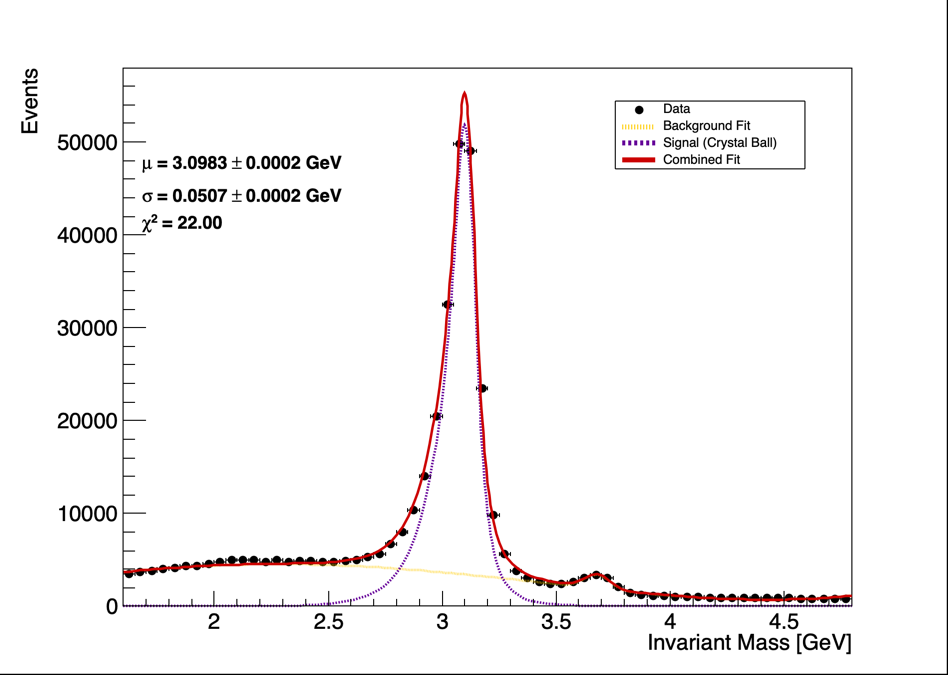 Events
50000
40000
30000
20000
10000
0
μ = 3.0983 ± 0.0002 GeV
σ = 0.0507 ± 0.0002 GeV
χ² = 22.00
Data
Background Fit
Signal (Crystal Ball)
Combined Fit
2 2.5 3 3.5 4 4.5
Invariant Mass [GeV]